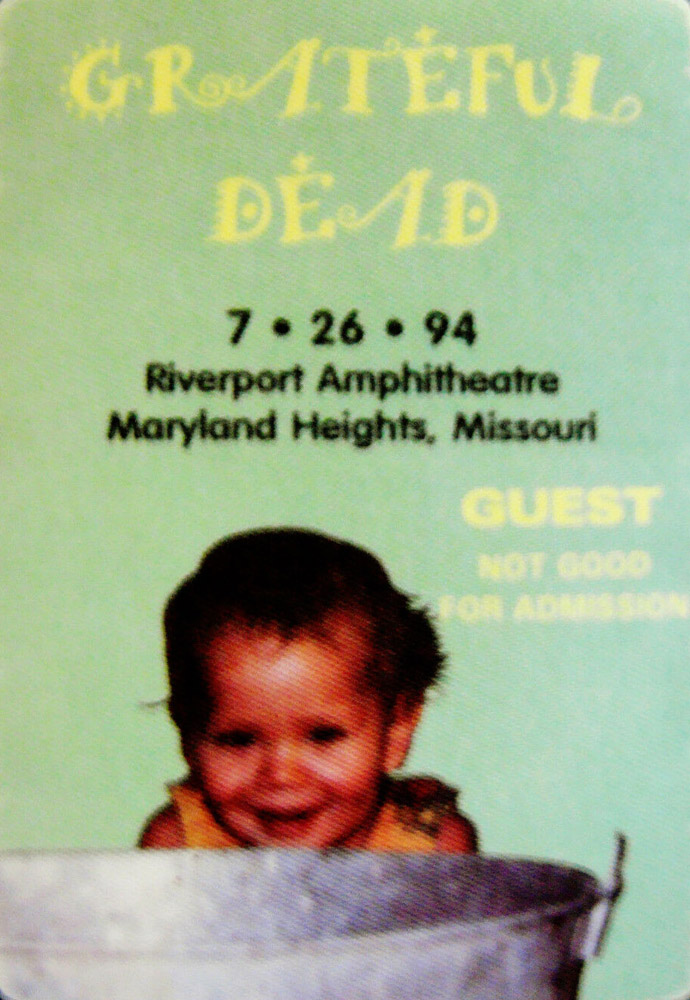 GRATEFUL
DEAD
7 • 26 • 94
Riverport Amphitheatre
Maryland Heights, Missouri
GUEST
NOT GOOD
FOR ADMISSION